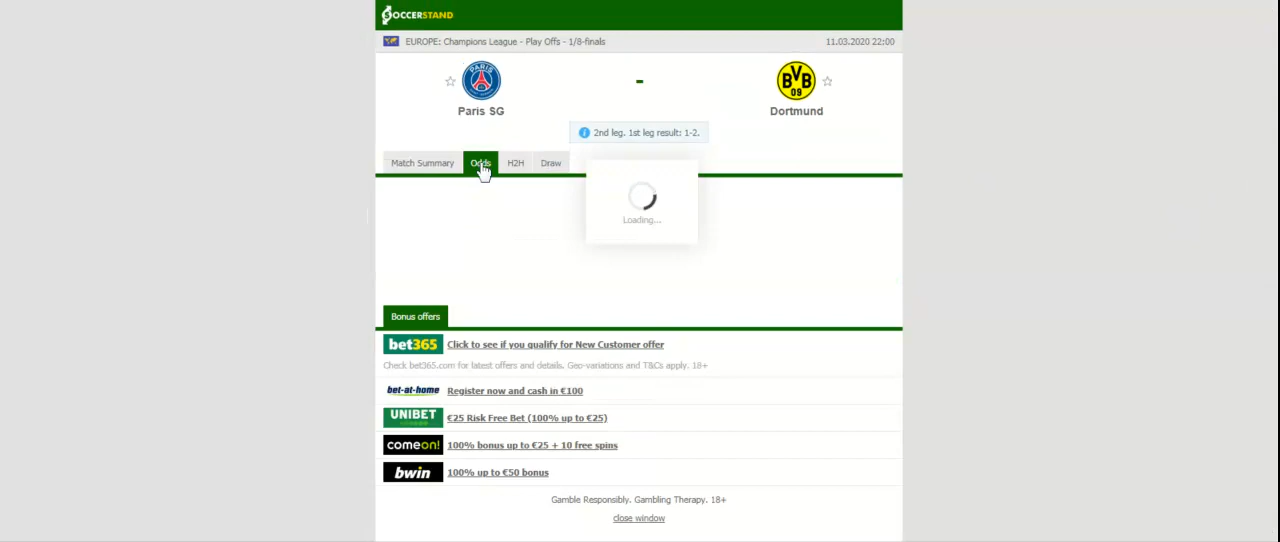 SOCCERSTAND
EUROPE: Champions League - Play Offs - 1/8-finals 11.03.2020 22:00
PARIS
BVB
09
-
Paris SG Dortmund
2nd leg. 1st leg result: 1-2.
Match Summary Odds H2H Draw
Loading...
Bonus offers
bet365 Click to see if you qualify for New Customer offer
Check bet365.com for latest offers and details. Geo-variations and T&Cs apply. 18+
bet-at-home Register now and cash in €100
UNIBET €25 Risk Free Bet (100% up to €25)
comeon! 100% bonus up to €25 + 10 free spins
bwin 100% up to €50 bonus
Gamble Responsibly. Gambling Therapy. 18+
close window